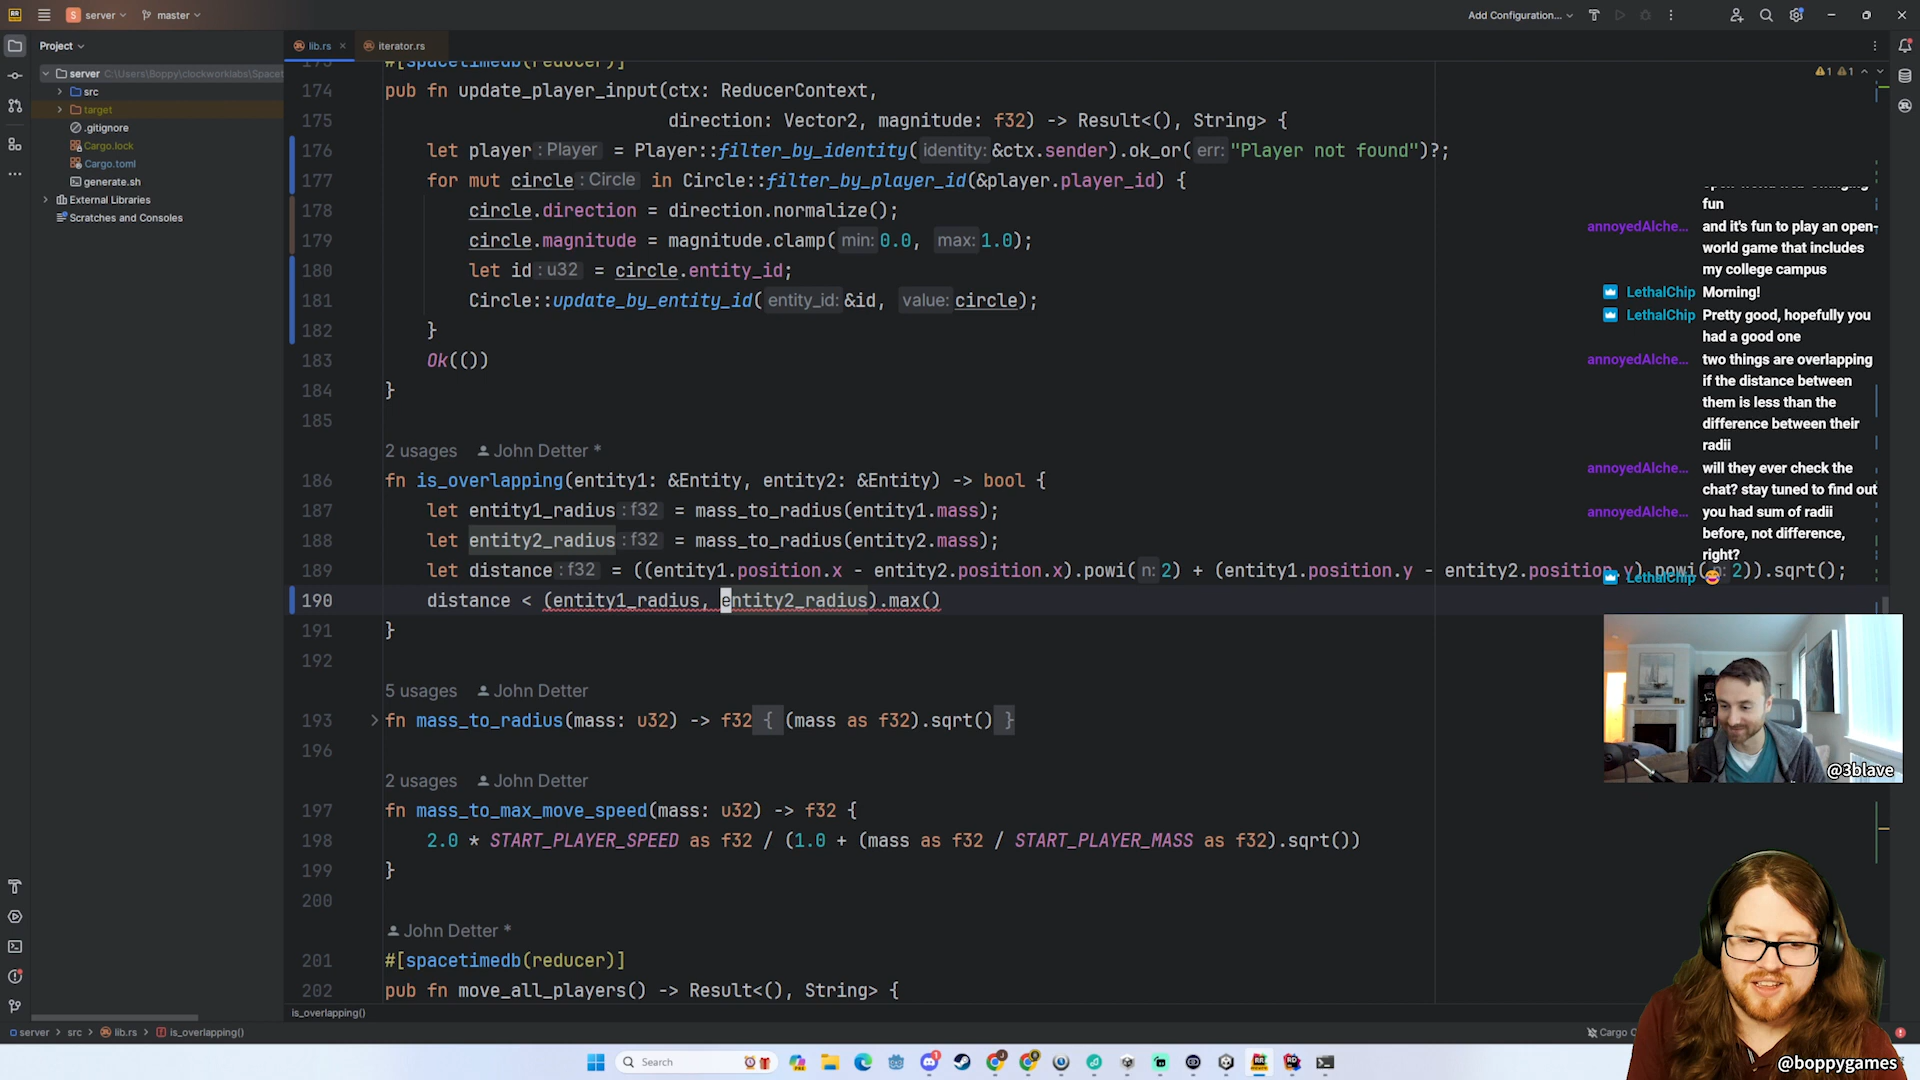 server
master
Add Configuration...
Project
lib.rs
iterator.rs
server C:\Users\Boppy\clockworklabs\Spacet
src
target
.gitignore
Cargo.lock
Cargo.toml
generate.sh
External Libraries
Scratches and Consoles
1 1
#[spacetimedb(reducer)]
174 pub fn update_player_input(ctx: ReducerContext,
175 direction: Vector2, magnitude: f32) -> Result<(), String> {
176 let player : Player = Player::filter_by_identity( identity: &ctx.sender).ok_or( err: "Player not found")?;
177 for mut circle : Circle in Circle::filter_by_player_id(&player.player_id) {
178 circle.direction = direction.normalize();
179 circle.magnitude = magnitude.clamp( min: 0.0, max: 1.0);
180 let id : u32 = circle.entity_id;
181 Circle::update_by_entity_id( entity_id: &id, value: circle);
182 }
183 Ok(())
184 }
185
2 usages John Detter *
186 fn is_overlapping(entity1: &Entity, entity2: &Entity) -> bool {
187 let entity1_radius : f32 = mass_to_radius(entity1.mass);
188 let entity2_radius : f32 = mass_to_radius(entity2.mass);
189 let distance : f32 = ((entity1.position.x - entity2.position.x).powi( n: 2) + (entity1.position.y - entity2.position.y).powi( n: 2)).sqrt();
190 distance < (entity1_radius, entity2_radius).max()
191 }
192
5 usages John Detter
193 fn mass_to_radius(mass: u32) -> f32 { (mass as f32).sqrt() }
196
2 usages John Detter
197 fn mass_to_max_move_speed(mass: u32) -> f32 {
198 2.0 * START_PLAYER_SPEED as f32 / (1.0 + (mass as f32 / START_PLAYER_MASS as f32).sqrt())
199 }
200
John Detter *
201 #[spacetimedb(reducer)]
202 pub fn move_all_players() -> Result<(), String> {
is_overlapping()
server > src > lib.rs > is_overlapping()
fun
annoyedAlche... and it's fun to play an open-
world game that includes
my college campus
LethalChip Morning!
LethalChip Pretty good, hopefully you
had a good one
annoyedAlche... two things are overlapping
if the distance between
them is less than the
difference between their
radii
annoyedAlche... will they ever check the
chat? stay tuned to find out
annoyedAlche... you had sum of radii
before, not difference,
right?
LethalChip
@3blave
Cargo
Search
@boppygames